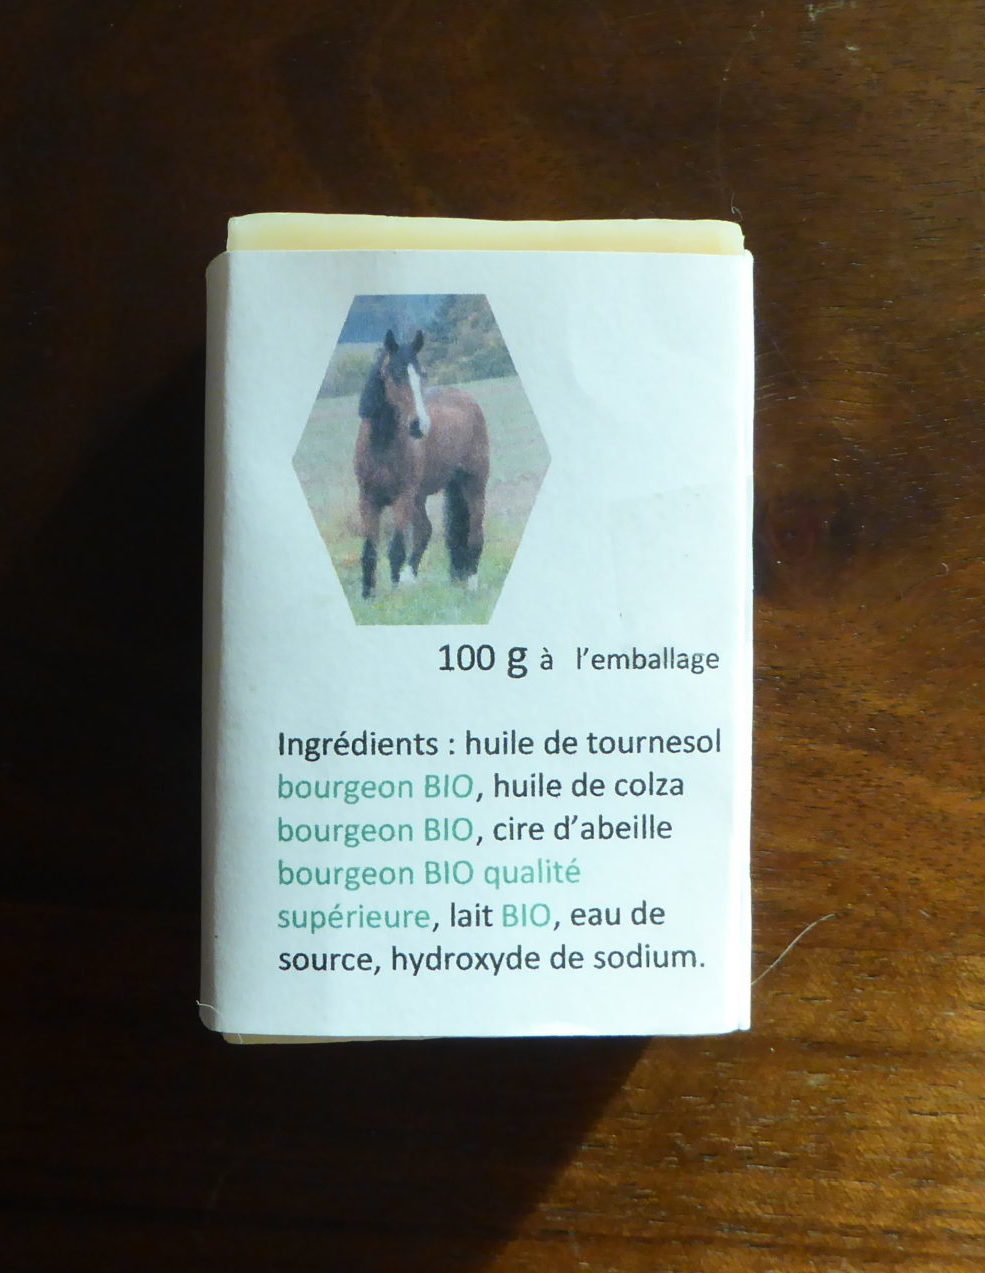 100 g à l'emballage
Ingrédients : huile de tournesol
bourgeon BIO, huile de colza
bourgeon BIO, cire d'abeille
bourgeon BIO qualité
supérieure, lait BIO, eau de
source, hydroxyde de sodium.